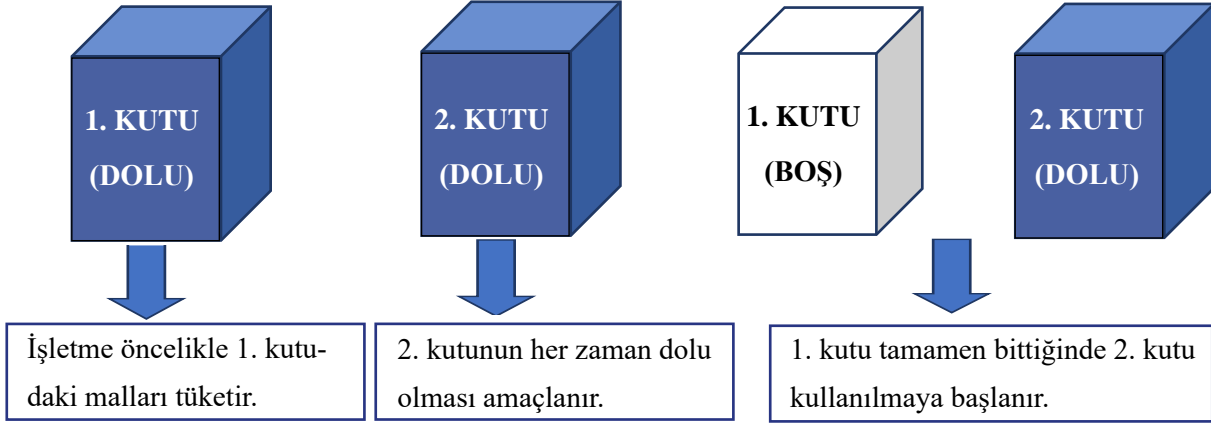 1. KUTU
(DOLU)
2. KUTU
(DOLU)
1. KUTU
(BOŞ)
2. KUTU
(DOLU)
İşletme öncelikle 1. kutu-
daki malları tüketir.
2. kutunun her zaman dolu
olması amaçlanır.
1. kutu tamamen bittiğinde 2. kutu
kullanılmaya başlanır.